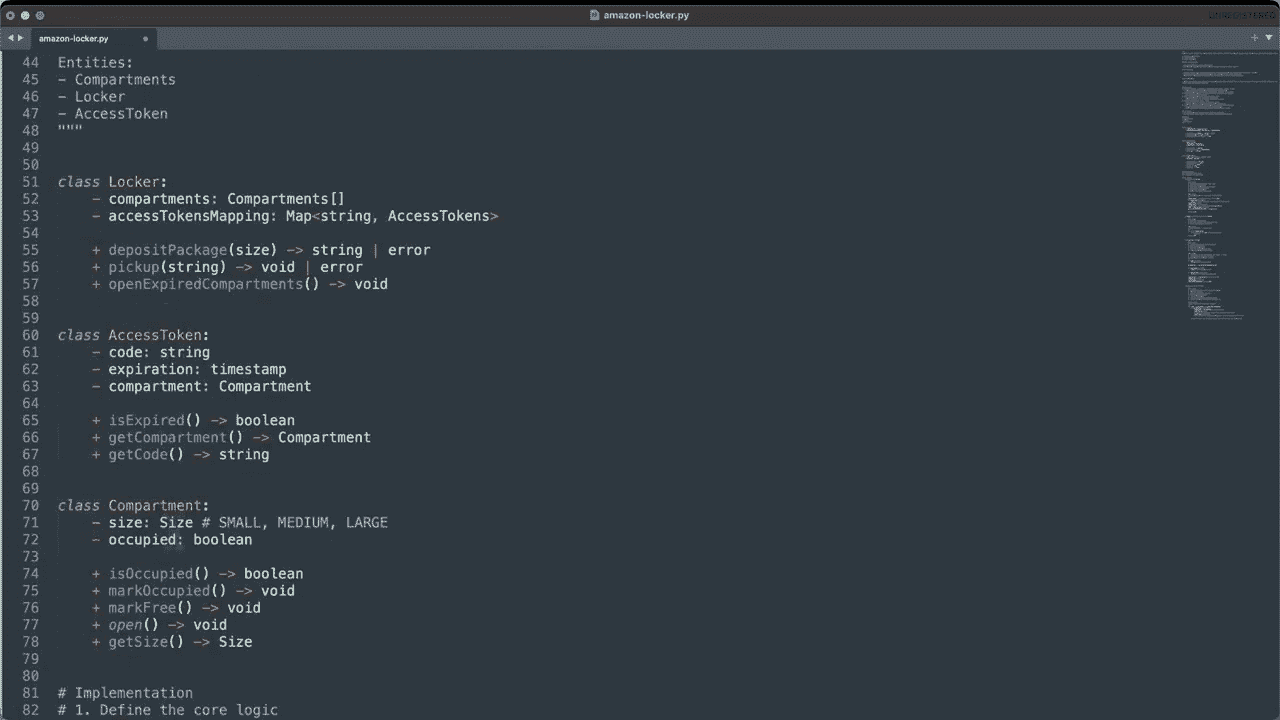 amazon-locker.py
UNREGISTERED
amazon-locker.py
44 Entities:
45 - Compartments
46 - Locker
47 - AccessToken
48 """
49
50
51 class Locker:
52 - compartments: Compartments[]
53 - accessTokensMapping: Map<string, AccessTokens>
54
55 + depositPackage(size) -> string | error
56 + pickup(string) -> void | error
57 + openExpiredCompartments() -> void
58
59
60 class AccessToken:
61 - code: string
62 - expiration: timestamp
63 - compartment: Compartment
64
65 + isExpired() -> boolean
66 + getCompartment() -> Compartment
67 + getCode() -> string
68
69
70 class Compartment:
71 - size: Size # SMALL, MEDIUM, LARGE
72 - occupied: boolean
73
74 + isOccupied() -> boolean
75 + markOccupied() -> void
76 + markFree() -> void
77 + open() -> void
78 + getSize() -> Size
79
80
81 # Implementation
82 # 1. Define the core logic